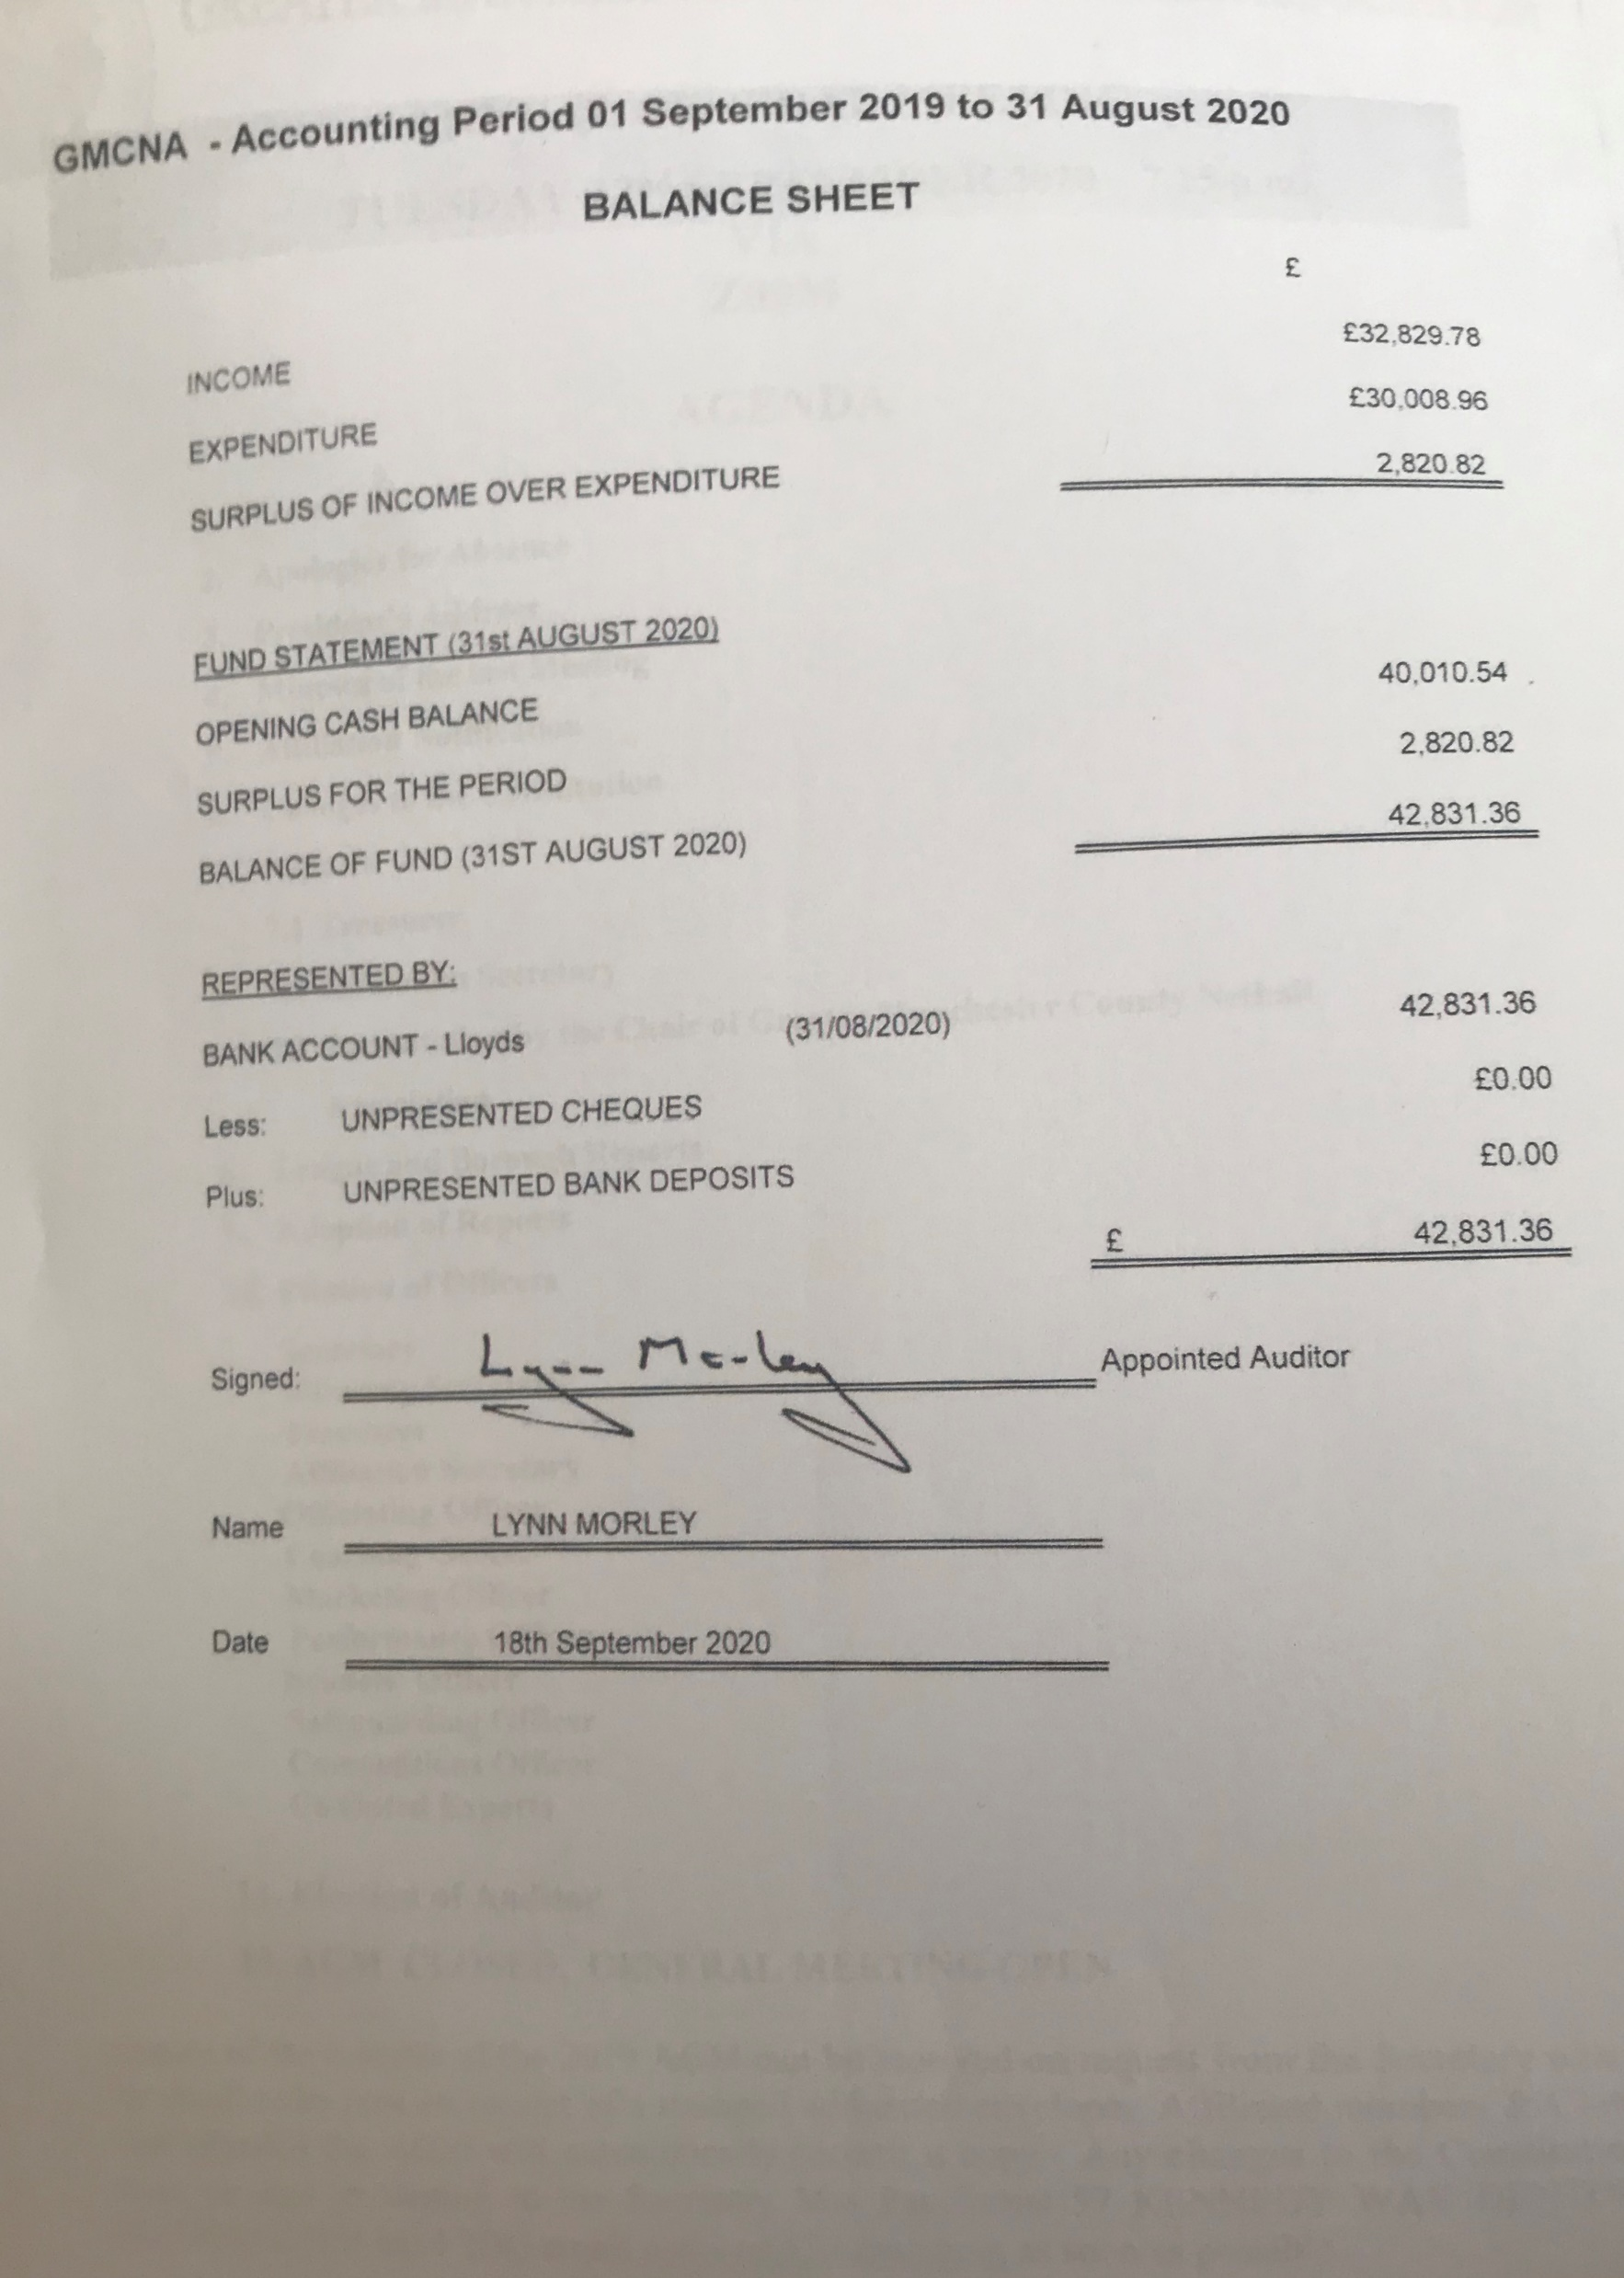 GMCNA - Accounting Period 01 September 2019 to 31 August 2020
BALANCE SHEET
£
INCOME £32,829.78
EXPENDITURE £30,008.96
SURPLUS OF INCOME OVER EXPENDITURE 2,820.82
FUND STATEMENT (31st AUGUST 2020)
OPENING CASH BALANCE 40,010.54
SURPLUS FOR THE PERIOD 2,820.82
BALANCE OF FUND (31ST AUGUST 2020) 42,831.36
REPRESENTED BY:
BANK ACCOUNT - Lloyds (31/08/2020) 42,831.36
Less: UNPRESENTED CHEQUES £0.00
Plus: UNPRESENTED BANK DEPOSITS £0.00
£ 42,831.36
Signed: Lynn Morley Appointed Auditor
Name LYNN MORLEY
Date 18th September 2020